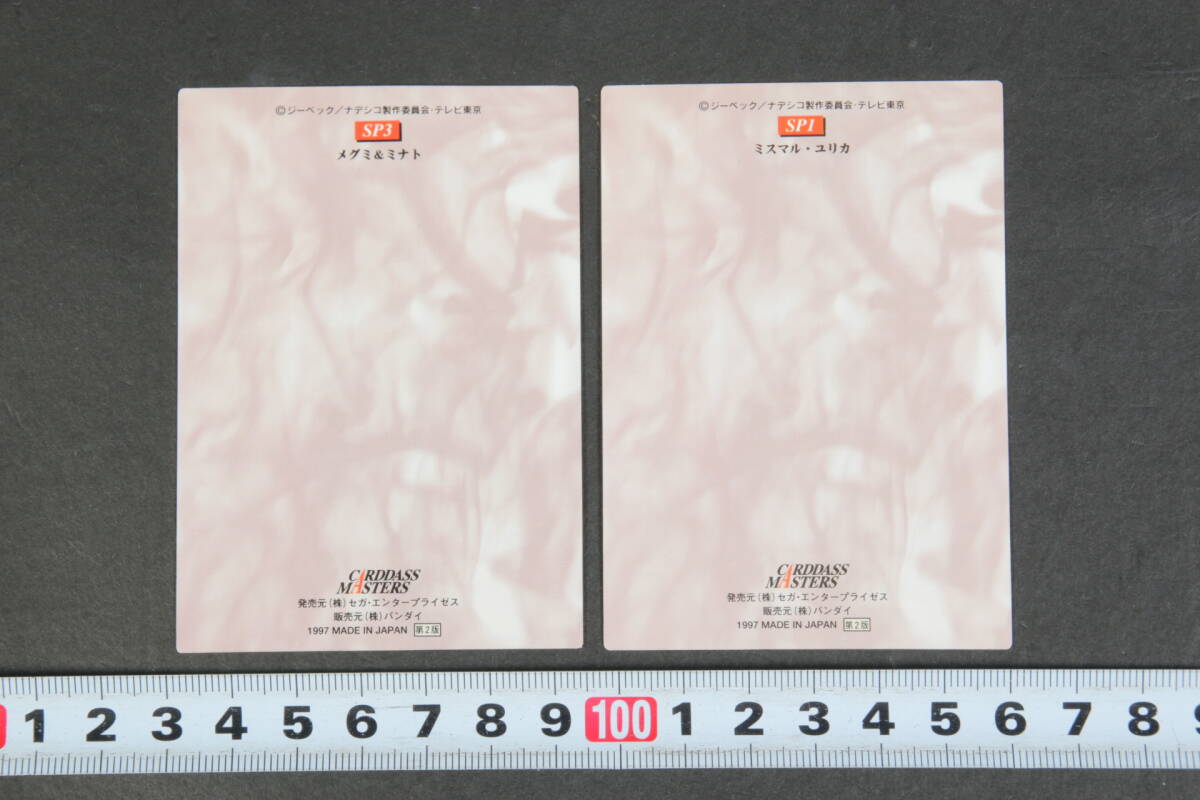 ©ジーベック／ナデシコ製作委員会・テレビ東京
SP3
メグミ&ミナト
CARDDASS
MASTERS
発売元（株）セガ・エンタープライゼス
販売元（株）バンダイ
1997 MADE IN JAPAN 第2版
©ジーベック／ナデシコ製作委員会・テレビ東京
SP1
ミスマル・ユリカ
CARDDASS
MASTERS
発売元（株）セガ・エンタープライゼス
販売元（株）バンダイ
1997 MADE IN JAPAN 第2版
1 2 3 4 5 6 7 8 9 100 1 2 3 4 5 6 7 8 9